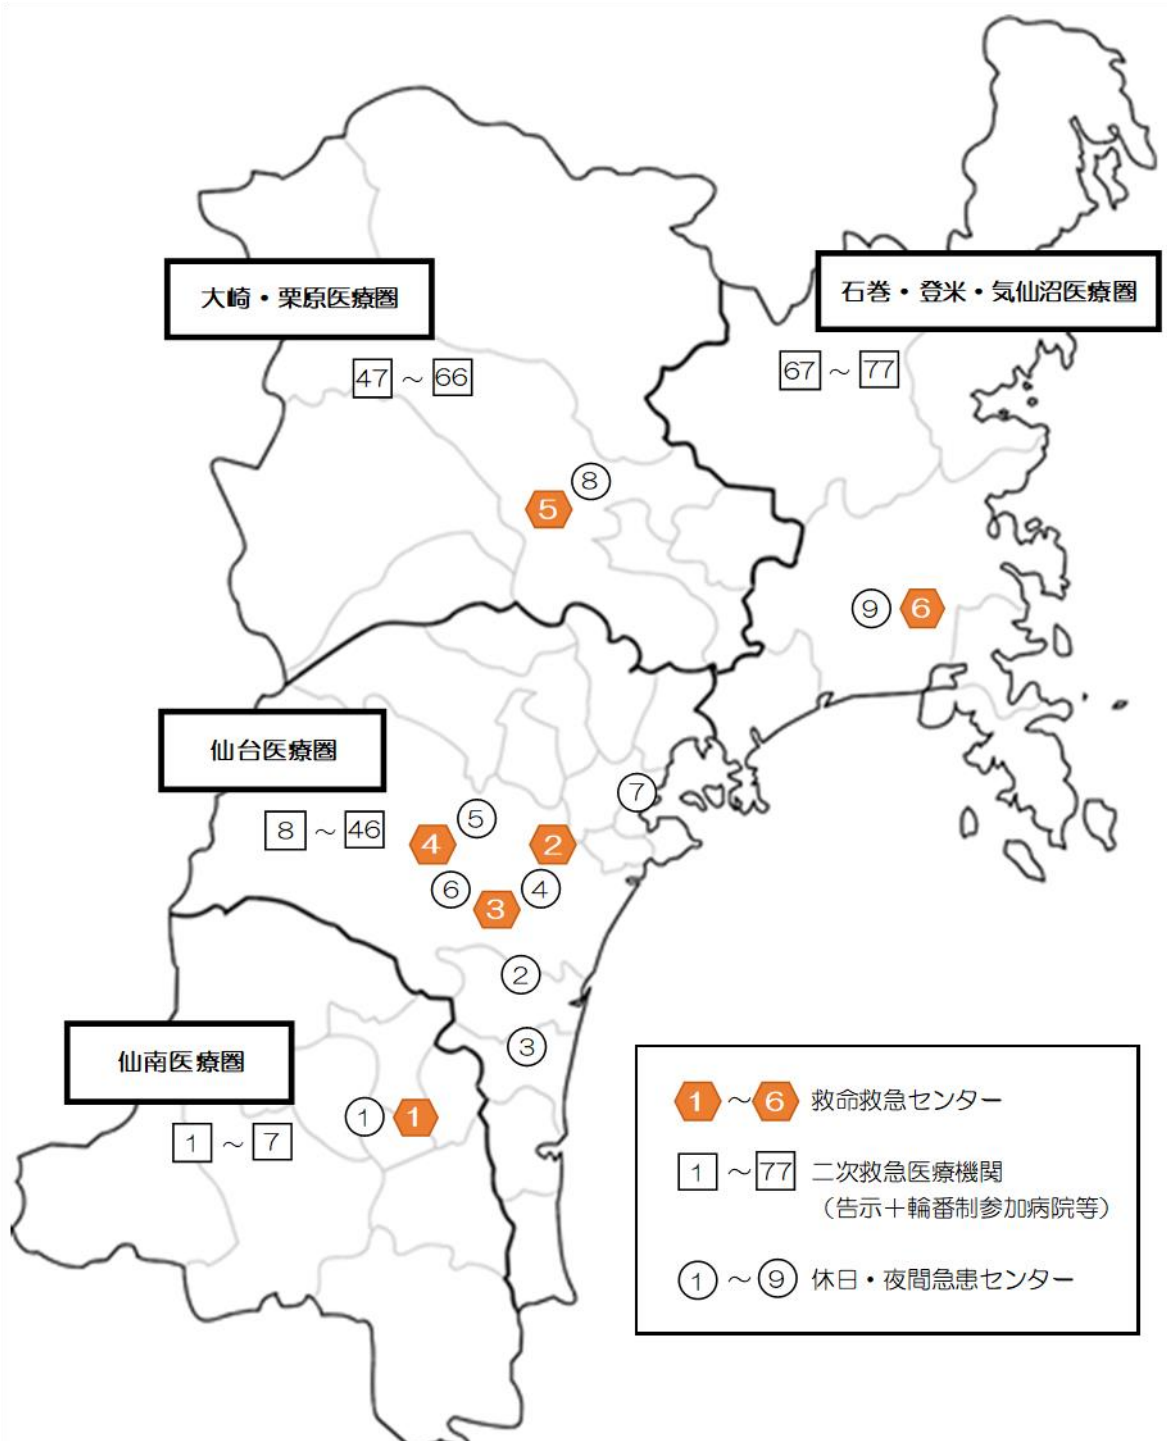 大崎・栗原医療圏
石巻・登米・気仙沼医療圏
47 ～ 66
67 ～ 77
8
5
9 6
仙台医療圏
7
8 ～ 46
5
4 2
6 4
3
2
仙南医療圏
3
1 1
1 ～ 7
1 ～ 6 救命救急センター
1 ～ 77 二次救急医療機関
（告示＋輪番制参加病院等）
1 ～ 9 休日・夜間急患センター